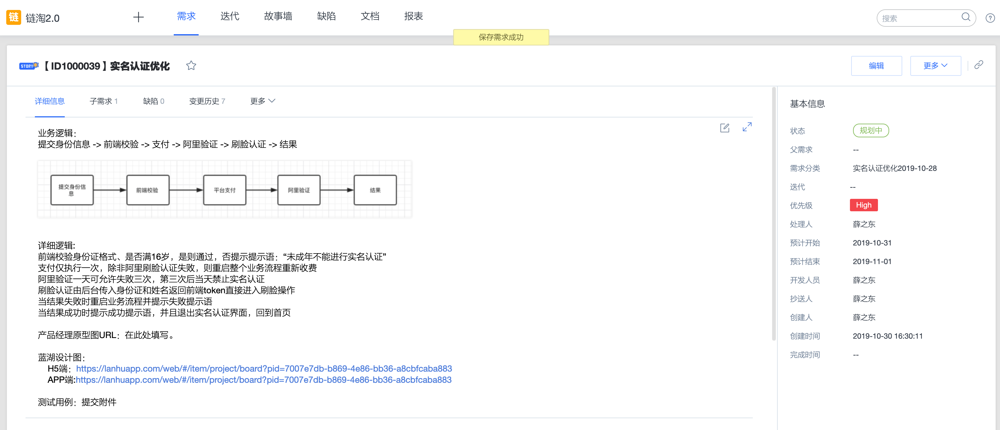 链 链淘2.0
需求 迭代 故事墙 缺陷 文档 报表
搜索
?
保存需求成功
STORY 【ID1000039】实名认证优化
编辑 更多
详细信息 子需求 1 缺陷 0 变更历史 7 更多
业务逻辑：
提交身份信息 -> 前端校验 -> 支付 -> 阿里验证 -> 刷脸认证 -> 结果
提交身份信
息
前端校验
平台支付
阿里验证
结果
详细逻辑:
前端校验身份证格式、是否满16岁，是则通过，否提示提示语：“未成年不能进行实名认证”
支付仅执行一次，除非阿里刷脸认证失败，则重启整个业务流程重新收费
阿里验证一天可允许失败三次，第三次后当天禁止实名认证
刷脸认证由后台传入身份证和姓名返回前端token直接进入刷脸操作
当结果失败时重启业务流程并提示失败提示语
当结果成功时提示成功提示语，并且退出实名认证界面，回到首页
产品经理原型图URL：在此处填写。
蓝湖设计图：
H5端：https://lanhuapp.com/web/#/item/project/board?pid=7007e7db-b869-4e86-bb36-a8cbfcaba883
APP端:https://lanhuapp.com/web/#/item/project/board?pid=7007e7db-b869-4e86-bb36-a8cbfcaba883
测试用例：提交附件
基本信息
状态 规划中
父需求 --
需求分类 实名认证优化2019-10-28
迭代 --
优先级 High
处理人 薛之东
预计开始 2019-10-31
预计结束 2019-11-01
开发人员 薛之东
抄送人 薛之东
创建人 薛之东
创建时间 2019-10-30 16:30:11
完成时间 --